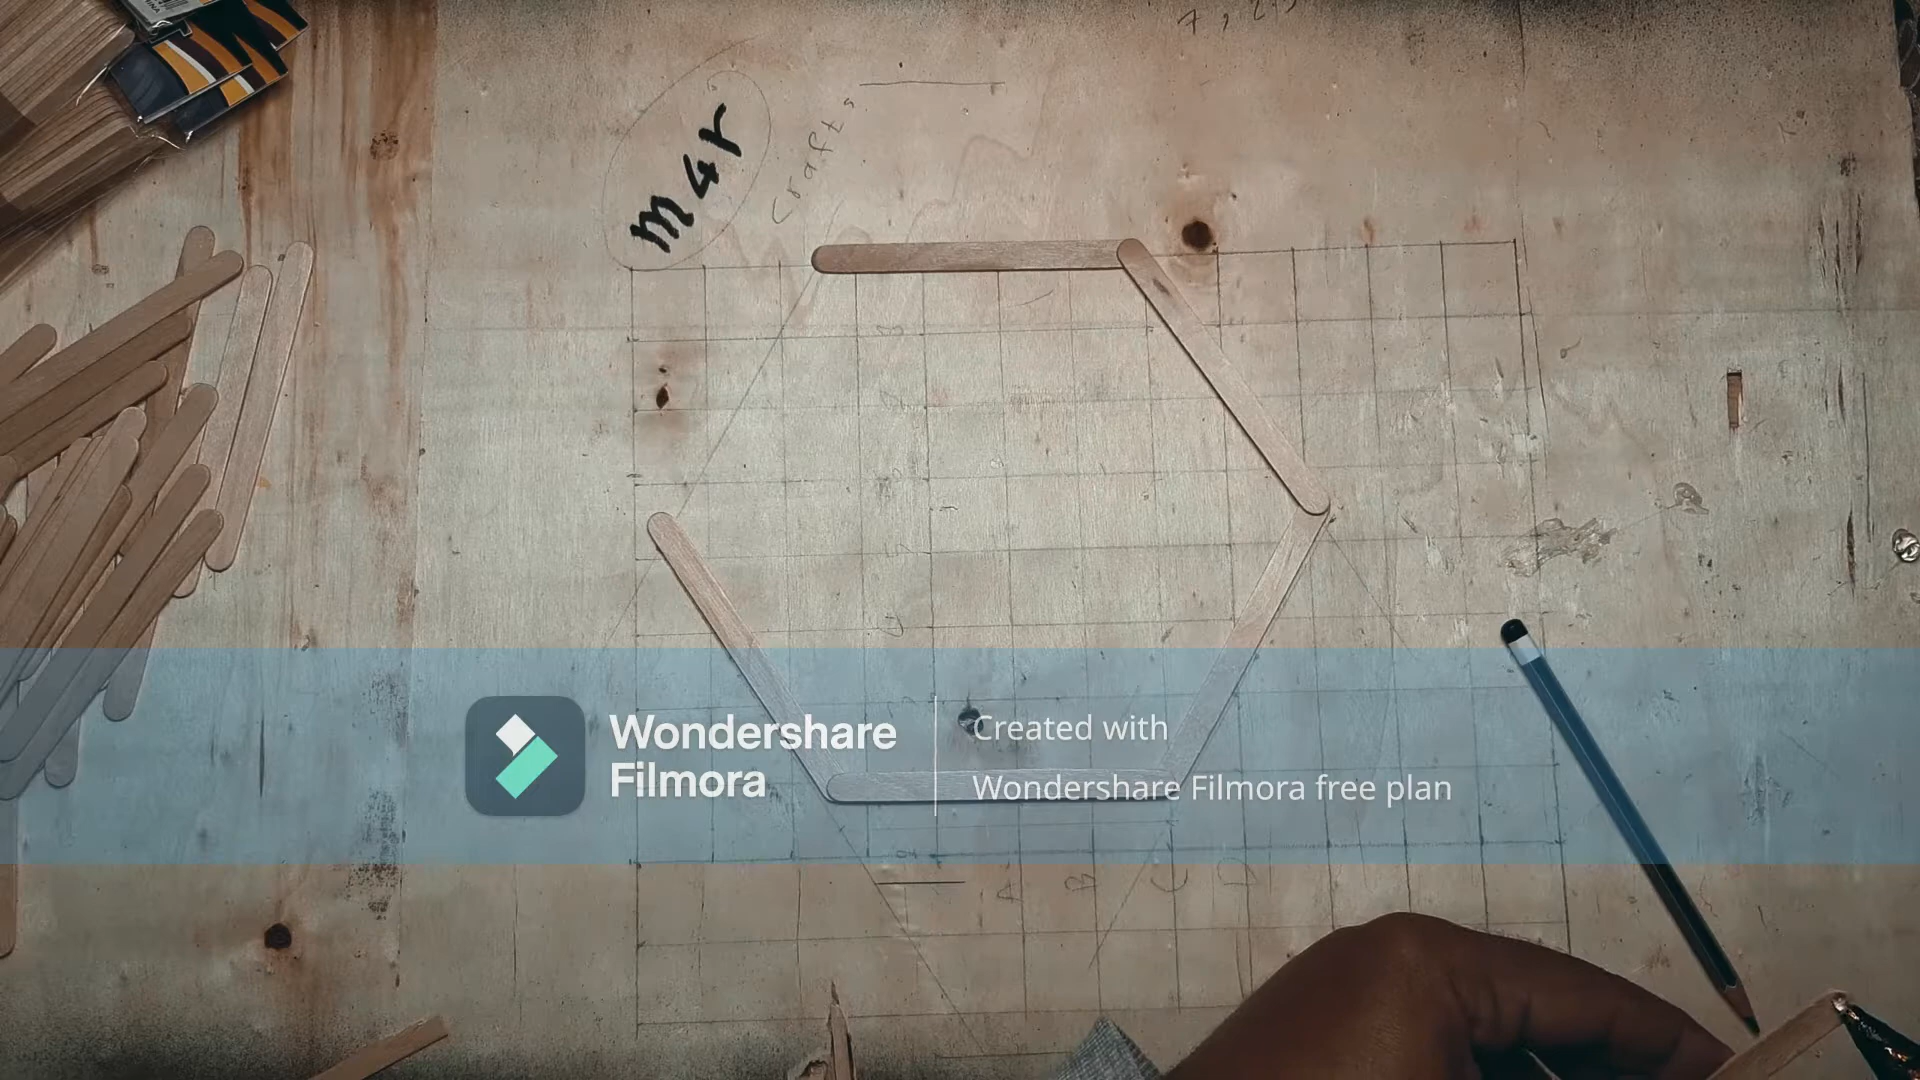 m4r
crafts
Wondershare
Filmora
Created with
Wondershare Filmora free plan
A B C D